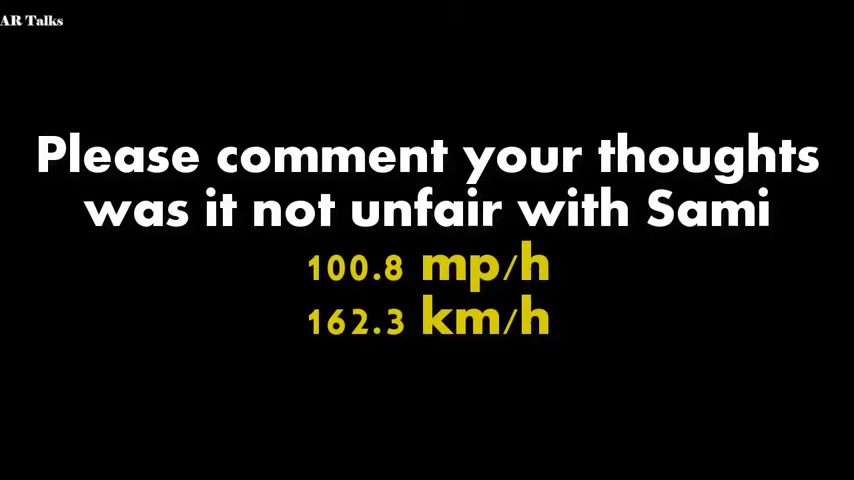 AR Talks
Please comment your thoughts
was it not unfair with Sami
100.8 mp/h
162.3 km/h